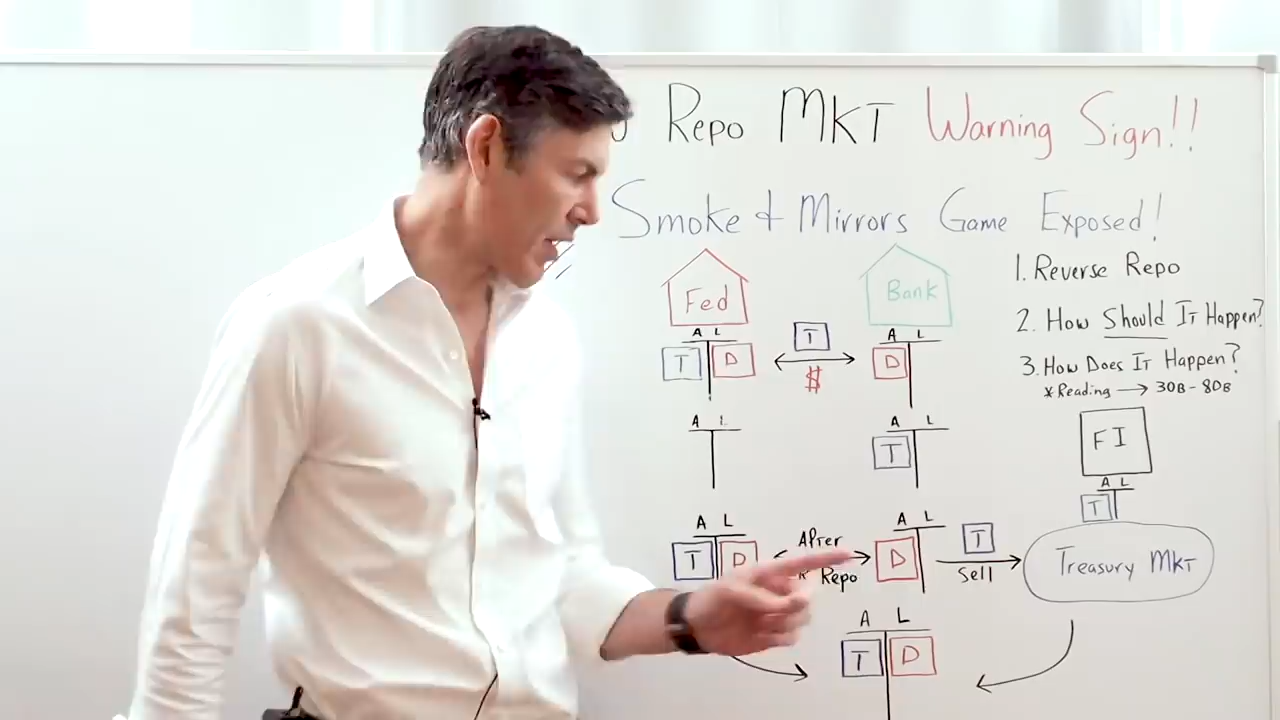 Repo MKT Warning Sign!!
Smoke & Mirrors Game Exposed!
Fed
Bank
1. Reverse Repo
2. How Should It Happen?
3. How Does It Happen?
* Reading → 30B - 80B
A L
T D
T
$
A L
D
A L
A L
T
FI
A L
T
A L
T D
After
Repo
A L
D
T
Sell
Treasury MKT
A L
T D